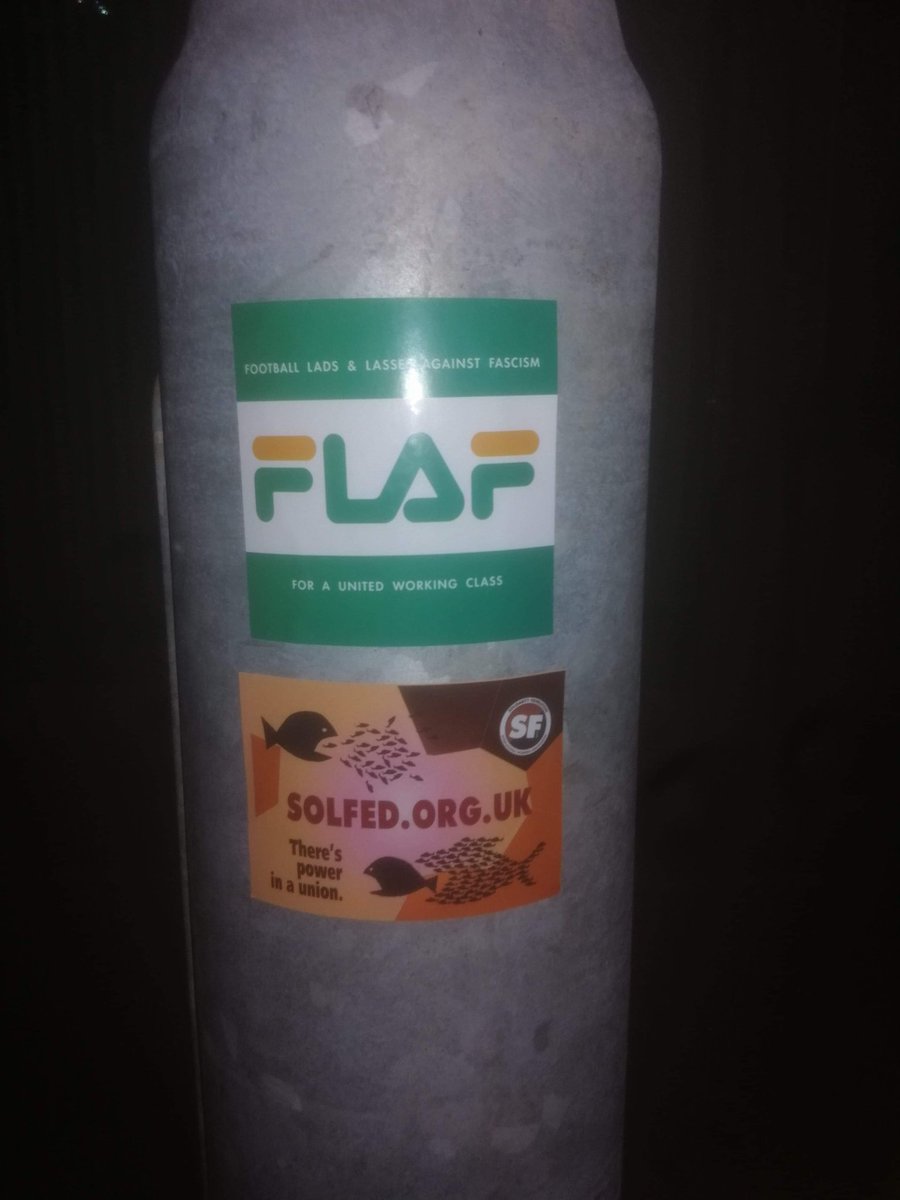 FOOTBALL LADS & LASSES AGAINST FASCISM
FLAF
FOR A UNITED WORKING CLASS
SF
SOLFED.ORG.UK
There's
power
in a union.